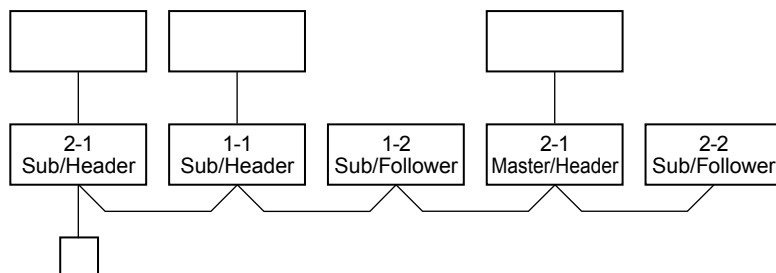 2-1
Sub/Header
1-1
Sub/Header
1-2
Sub/Follower
2-1
Master/Header
2-2
Sub/Follower